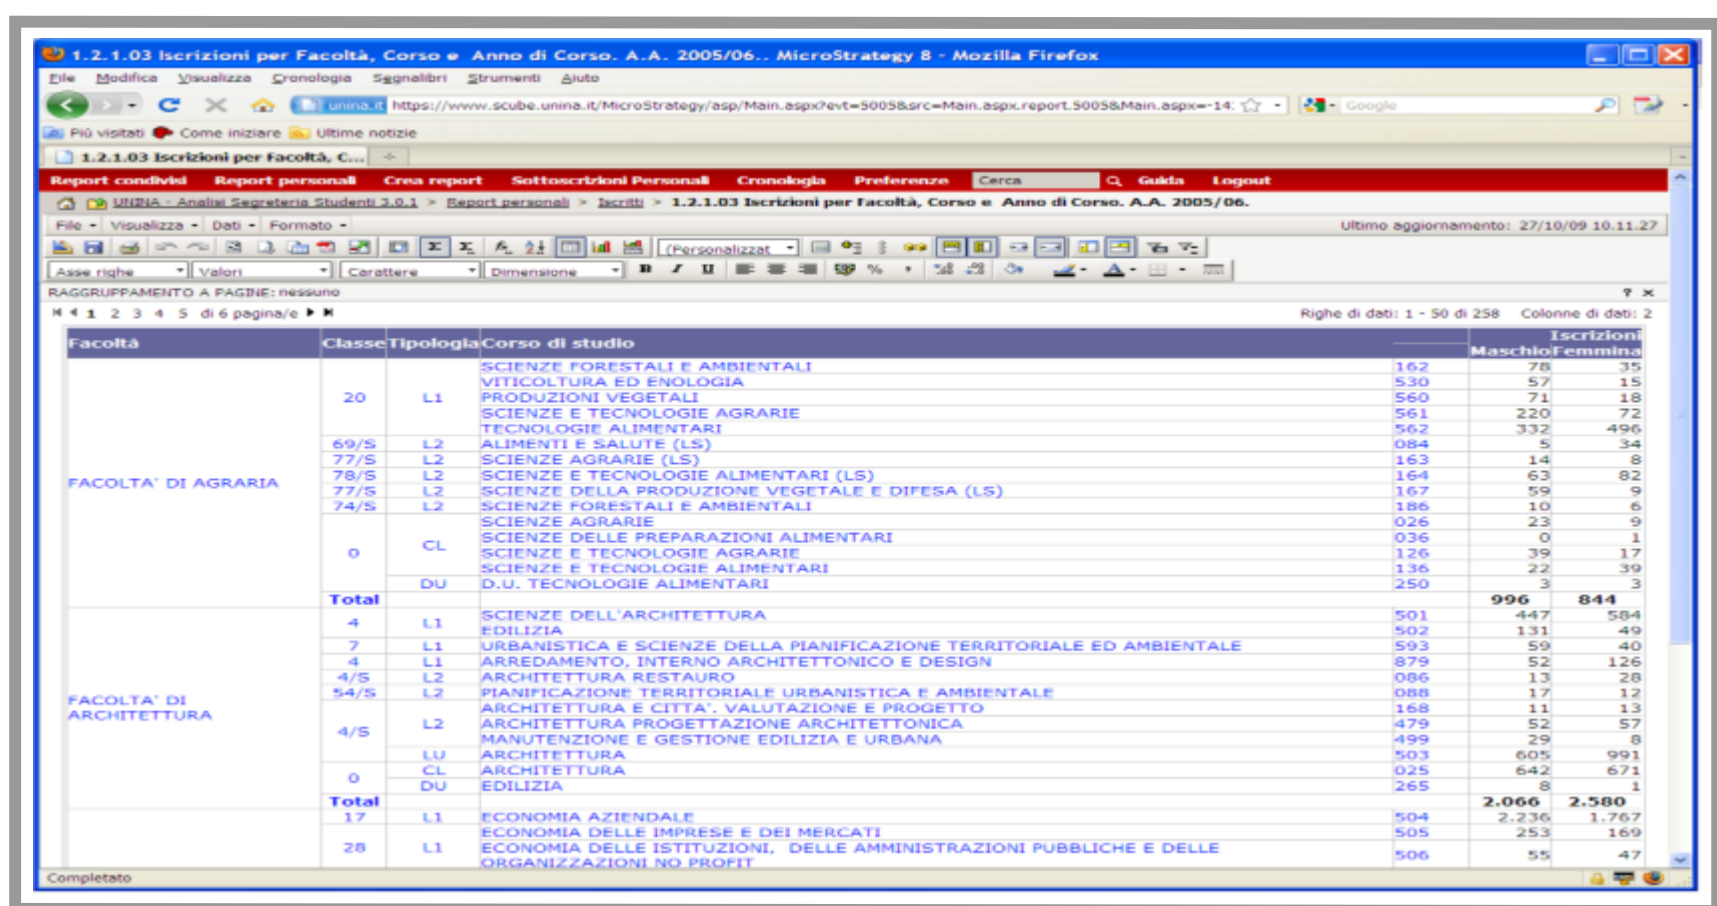 1.2.1.03 Iscrizioni per Facoltà, Corso e Anno di Corso. A.A. 2005/06.. MicroStrategy 8 - Mozilla Firefox
File Modifica Visualizza Cronologia Segnalibri Strumenti Aiuto
unina.it https://www.scube.unina.it/MicroStrategy/asp/Main.aspx?evt=5005&src=Main.aspx.report.5005&Main.aspx=-14: Google
Più visitati Come iniziare Ultime notizie
1.2.1.03 Iscrizioni per Facoltà, C...
Report condivisi Report personali Crea report Sottoscrizioni Personali Cronologia Preferenze Cerca Guida Logout
UNINA - Analisi Segreteria Studenti 3.0.1 > Report personali > Iscritti > 1.2.1.03 Iscrizioni per Facoltà, Corso e Anno di Corso. A.A. 2005/06.
File Visualizza Dati Formato Ultimo aggiornamento: 27/10/09 10.11.27
(Personalizzat
Asse righe Valori Carattere Dimensione B I U %
RAGGRUPPAMENTO A PAGINE: nessuno ? x
1 2 3 4 5 di 6 pagina/e Righe di dati: 1 - 50 di 258 Colonne di dati: 2
Facoltà Classe Tipologia Corso di studio Iscrizioni
Maschio Femmina
SCIENZE FORESTALI E AMBIENTALI 162 78 35
VITICOLTURA ED ENOLOGIA 530 57 15
20 L1 PRODUZIONI VEGETALI 560 71 18
SCIENZE E TECNOLOGIE AGRARIE 561 220 72
TECNOLOGIE ALIMENTARI 562 332 496
69/S L2 ALIMENTI E SALUTE (LS) 084 5 34
77/S L2 SCIENZE AGRARIE (LS) 163 14 8
78/S L2 SCIENZE E TECNOLOGIE ALIMENTARI (LS) 164 63 82
FACOLTA' DI AGRARIA
77/S L2 SCIENZE DELLA PRODUZIONE VEGETALE E DIFESA (LS) 167 59 9
74/S L2 SCIENZE FORESTALI E AMBIENTALI 186 10 6
SCIENZE AGRARIE 026 23 9
SCIENZE DELLE PREPARAZIONI ALIMENTARI 036 0 1
0 CL SCIENZE E TECNOLOGIE AGRARIE 126 39 17
SCIENZE E TECNOLOGIE ALIMENTARI 136 22 39
DU D.U. TECNOLOGIE ALIMENTARI 250 3 3
Total 996 844
4 L1 SCIENZE DELL'ARCHITETTURA 501 447 584
EDILIZIA 502 131 49
7 L1 URBANISTICA E SCIENZE DELLA PIANIFICAZIONE TERRITORIALE ED AMBIENTALE 593 59 40
4 L1 ARREDAMENTO, INTERNO ARCHITETTONICO E DESIGN 879 52 126
4/S L2 ARCHITETTURA RESTAURO 086 13 28
54/S L2 PIANIFICAZIONE TERRITORIALE URBANISTICA E AMBIENTALE 088 17 12
FACOLTA' DI
ARCHITETTURA
ARCHITETTURA E CITTA'. VALUTAZIONE E PROGETTO 168 11 13
4/S L2 ARCHITETTURA PROGETTAZIONE ARCHITETTONICA 479 52 57
MANUTENZIONE E GESTIONE EDILIZIA E URBANA 499 29 8
LU ARCHITETTURA 503 605 991
0 CL ARCHITETTURA 025 642 671
DU EDILIZIA 265 8 1
Total 2.066 2.580
17 L1 ECONOMIA AZIENDALE 504 2.236 1.767
ECONOMIA DELLE IMPRESE E DEI MERCATI 505 253 169
28 L1 ECONOMIA DELLE ISTITUZIONI, DELLE AMMINISTRAZIONI PUBBLICHE E DELLE
ORGANIZZAZIONI NO PROFIT 506 55 47
Completato